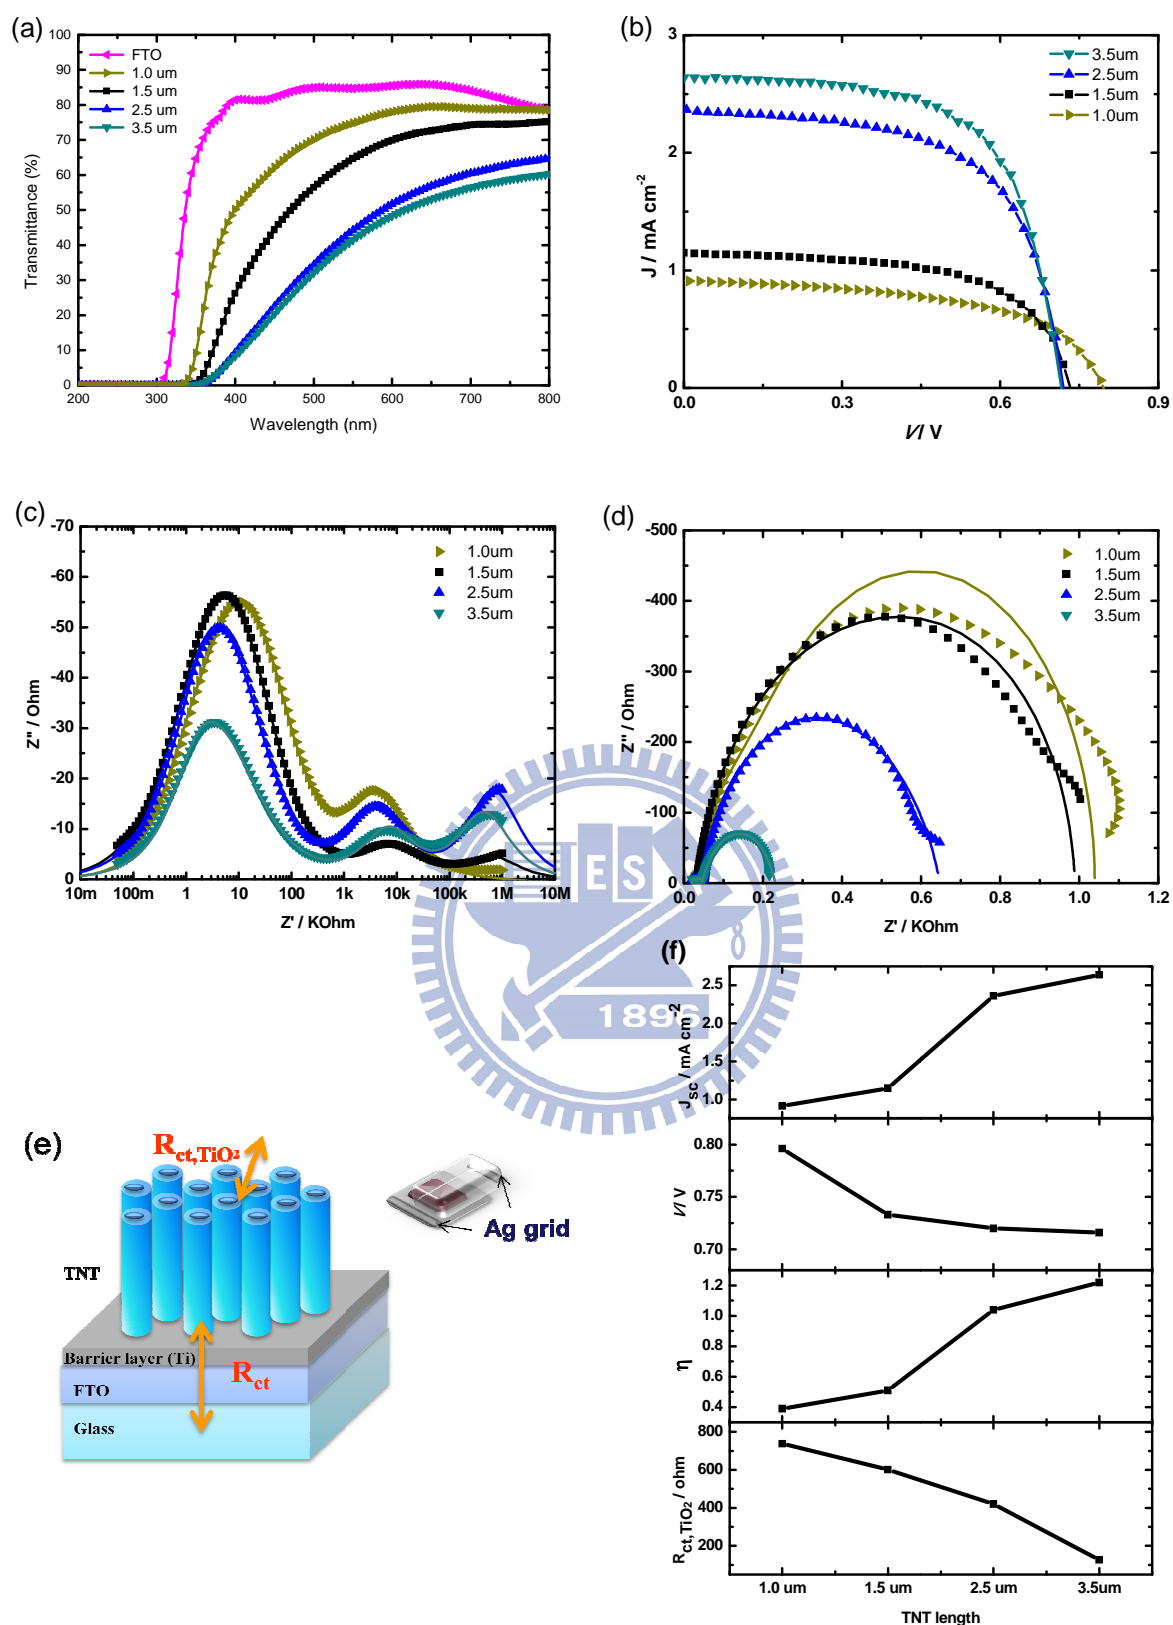 (a)
100
90
80
70
60
50
40
30
20
10
0
Transmittance (%)
FTO
1.0 um
1.5 um
2.5 um
3.5 um
200 300 400 500 600 700 800
Wavelength (nm)
(b)
3
2
1
0
J / mA cm-2
3.5um
2.5um
1.5um
1.0um
0.0 0.3 0.6 0.9
V/ V
(c)
-70
-60
-50
-40
-30
-20
-10
0
Z'' / Ohm
1.0um
1.5um
2.5um
3.5um
10m 100m 1 10 100 1k 10k 100k 1M 10M
Z' / KOhm
(d)
-500
-400
-300
-200
-100
0
Z'' / Ohm
1.0um
1.5um
2.5um
3.5um
0.0 0.2 0.4 0.6 0.8 1.0 1.2
Z' / KOhm
ES
1896
(e)
Rct,TiO2
Ag grid
TNT
Barrier layer (Ti)
Rct
FTO
Glass
(f)
2.5
2.0
1.5
1.0
Jsc / mA cm-2
0.80
0.75
0.70
V/ V
1.2
1.0
0.8
0.6
0.4
η
800
600
400
200
Rct,TiO2 / ohm
1.0 um 1.5 um 2.5 um 3.5um
TNT length